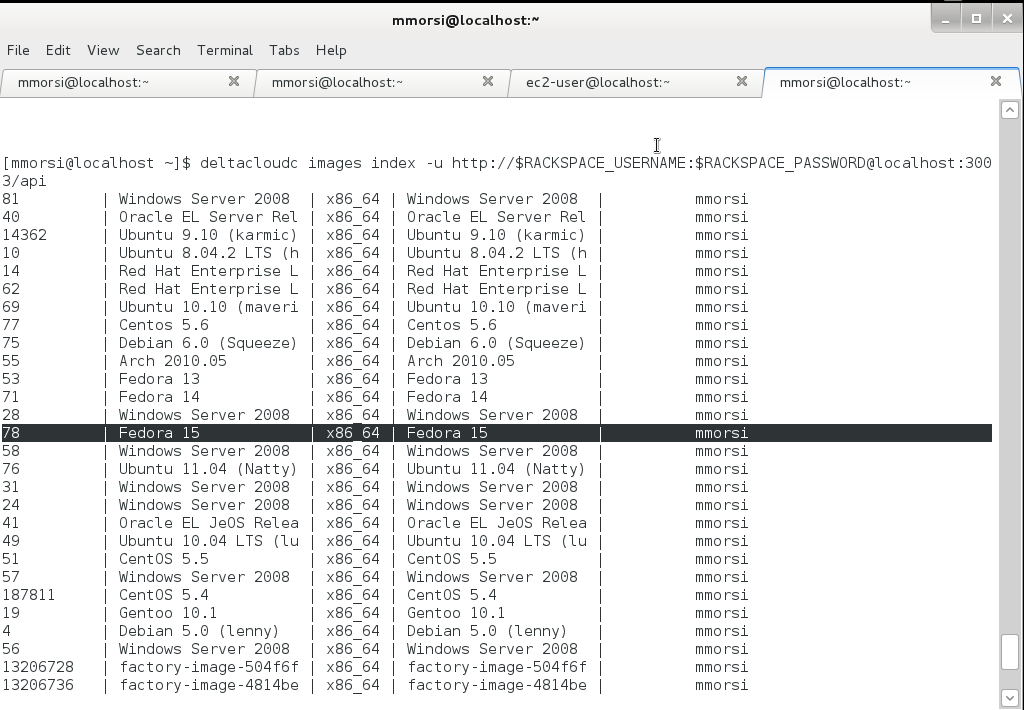 mmorsi@localhost:~
File Edit View Search Terminal Tabs Help
mmorsi@localhost:~ mmorsi@localhost:~ ec2-user@localhost:~ mmorsi@localhost:~
[mmorsi@localhost ~]$ deltacloudc images index -u http://$RACKSPACE_USERNAME:$RACKSPACE_PASSWORD@localhost:300
3/api
81 | Windows Server 2008 | x86_64 | Windows Server 2008 | mmorsi
40 | Oracle EL Server Rel | x86_64 | Oracle EL Server Rel | mmorsi
14362 | Ubuntu 9.10 (karmic) | x86_64 | Ubuntu 9.10 (karmic) | mmorsi
10 | Ubuntu 8.04.2 LTS (h | x86_64 | Ubuntu 8.04.2 LTS (h | mmorsi
14 | Red Hat Enterprise L | x86_64 | Red Hat Enterprise L | mmorsi
62 | Red Hat Enterprise L | x86_64 | Red Hat Enterprise L | mmorsi
69 | Ubuntu 10.10 (maveri | x86_64 | Ubuntu 10.10 (maveri | mmorsi
77 | Centos 5.6 | x86_64 | Centos 5.6 | mmorsi
75 | Debian 6.0 (Squeeze) | x86_64 | Debian 6.0 (Squeeze) | mmorsi
55 | Arch 2010.05 | x86_64 | Arch 2010.05 | mmorsi
53 | Fedora 13 | x86_64 | Fedora 13 | mmorsi
71 | Fedora 14 | x86_64 | Fedora 14 | mmorsi
28 | Windows Server 2008 | x86_64 | Windows Server 2008 | mmorsi
78 | Fedora 15 | x86_64 | Fedora 15 | mmorsi
58 | Windows Server 2008 | x86_64 | Windows Server 2008 | mmorsi
76 | Ubuntu 11.04 (Natty) | x86_64 | Ubuntu 11.04 (Natty) | mmorsi
31 | Windows Server 2008 | x86_64 | Windows Server 2008 | mmorsi
24 | Windows Server 2008 | x86_64 | Windows Server 2008 | mmorsi
41 | Oracle EL JeOS Relea | x86_64 | Oracle EL JeOS Relea | mmorsi
49 | Ubuntu 10.04 LTS (lu | x86_64 | Ubuntu 10.04 LTS (lu | mmorsi
51 | CentOS 5.5 | x86_64 | CentOS 5.5 | mmorsi
57 | Windows Server 2008 | x86_64 | Windows Server 2008 | mmorsi
187811 | CentOS 5.4 | x86_64 | CentOS 5.4 | mmorsi
19 | Gentoo 10.1 | x86_64 | Gentoo 10.1 | mmorsi
4 | Debian 5.0 (lenny) | x86_64 | Debian 5.0 (lenny) | mmorsi
56 | Windows Server 2008 | x86_64 | Windows Server 2008 | mmorsi
13206728 | factory-image-504f6f | x86_64 | factory-image-504f6f | mmorsi
13206736 | factory-image-4814be | x86_64 | factory-image-4814be | mmorsi